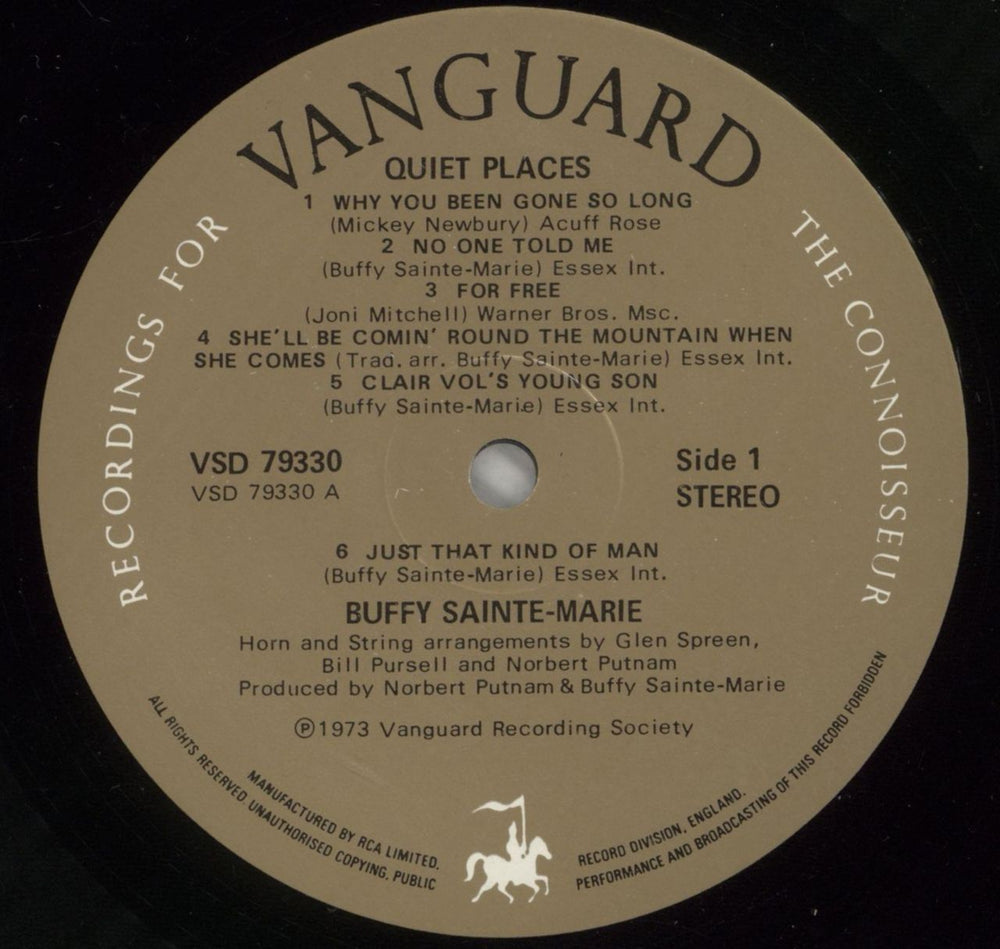 VANGUARD
RECORDINGS FOR
THE CONNOISSEUR
QUIET PLACES
1 WHY YOU BEEN GONE SO LONG
(Mickey Newbury) Acuff Rose
2 NO ONE TOLD ME
(Buffy Sainte-Marie) Essex Int.
3 FOR FREE
(Joni Mitchell) Warner Bros. Msc.
4 SHE'LL BE COMIN' ROUND THE MOUNTAIN WHEN
SHE COMES (Trad. arr. Buffy Sainte-Marie) Essex Int.
5 CLAIR VOL'S YOUNG SON
(Buffy Sainte-Marie) Essex Int.
VSD 79330
VSD 79330 A
Side 1
STEREO
6 JUST THAT KIND OF MAN
(Buffy Sainte-Marie) Essex Int.
BUFFY SAINTE-MARIE
Horn and String arrangements by Glen Spreen,
Bill Pursell and Norbert Putnam
Produced by Norbert Putnam & Buffy Sainte-Marie
Ⓟ1973 Vanguard Recording Society
MANUFACTURED BY RCA LIMITED, RECORD DIVISION, ENGLAND.
ALL RIGHTS RESERVED. UNAUTHORISED COPYING, PUBLIC PERFORMANCE AND BROADCASTING OF THIS RECORD FORBIDDEN